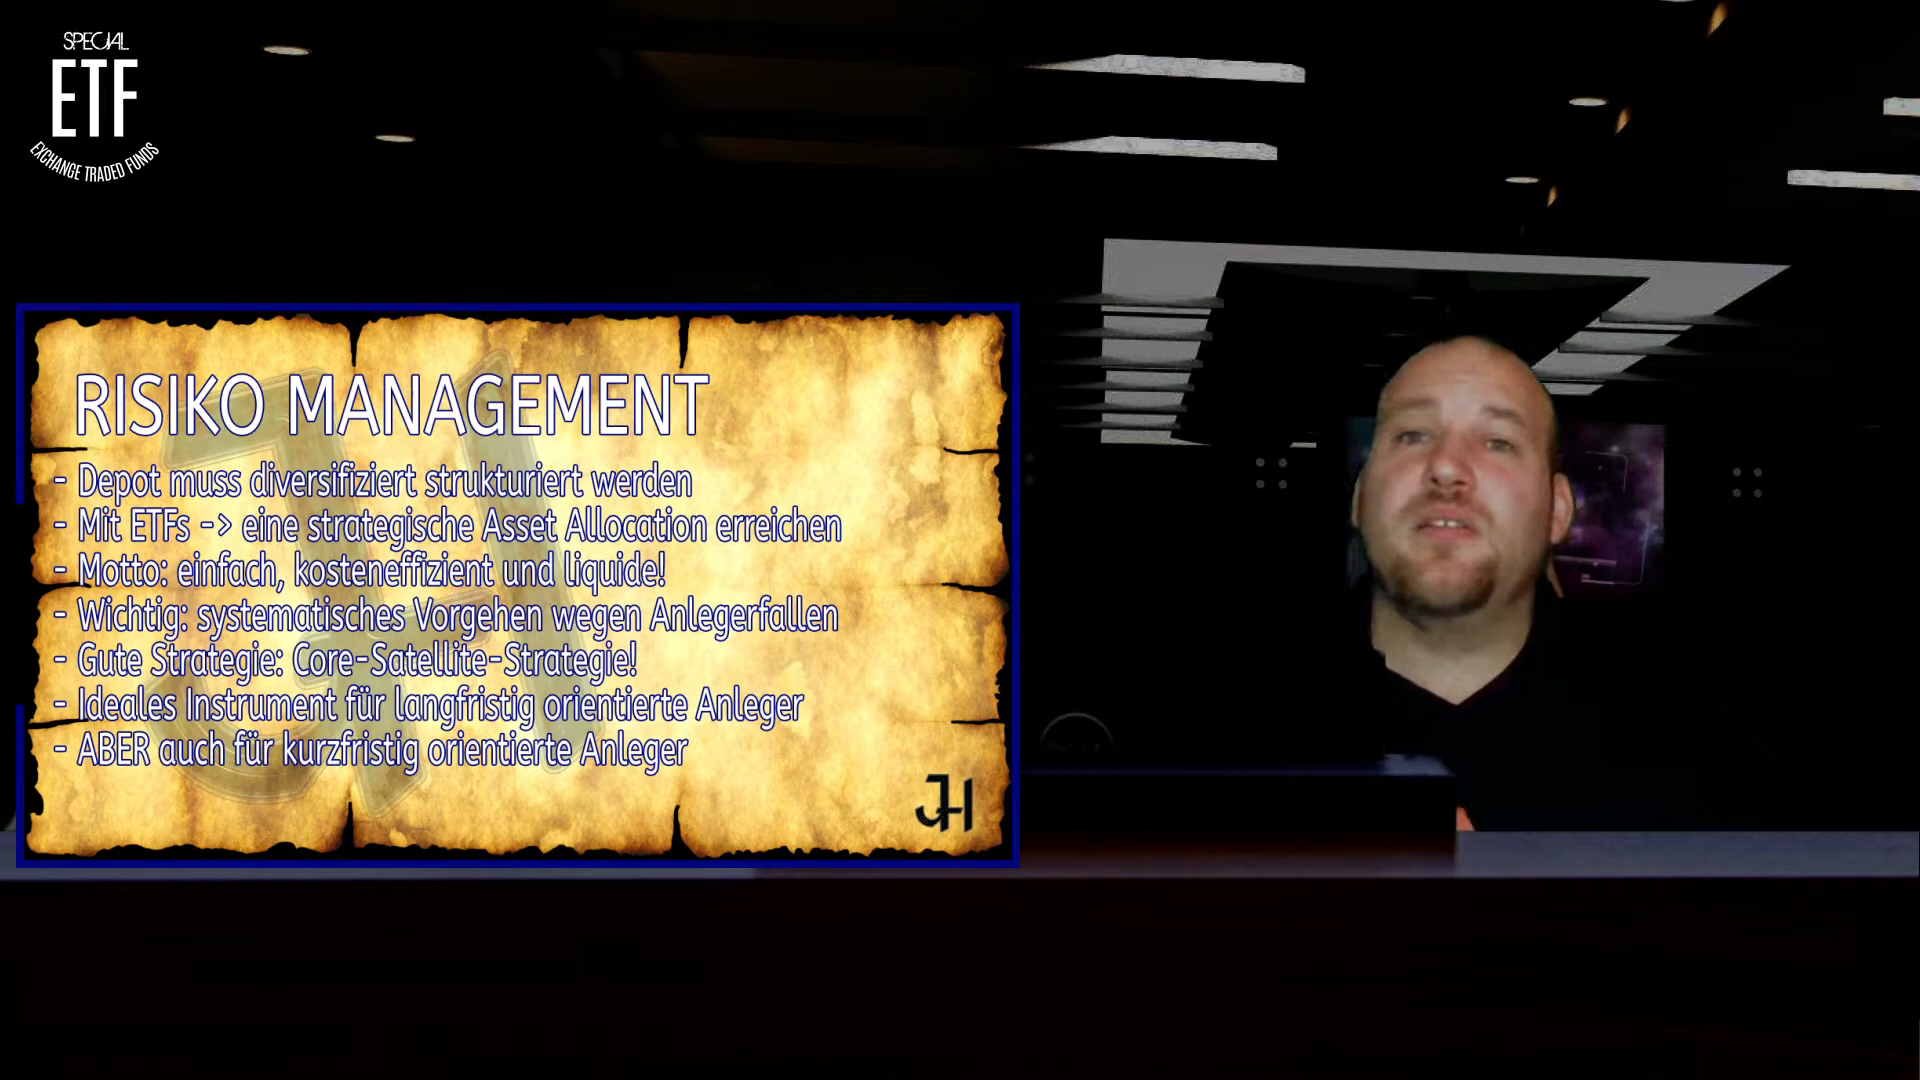 SPECIAL
ETF
EXCHANGE TRADED FUNDS
RISIKO MANAGEMENT
- Depot muss diversifiziert strukturiert werden
- Mit ETFs -> eine strategische Asset Allocation erreichen
- Motto: einfach, kosteneffizient und liquide!
- Wichtig: systematisches Vorgehen wegen Anlegerfallen
- Gute Strategie: Core-Satellite-Strategie!
- Ideales Instrument für langfristig orientierte Anleger
- ABER auch für kurzfristig orientierte Anleger
JH